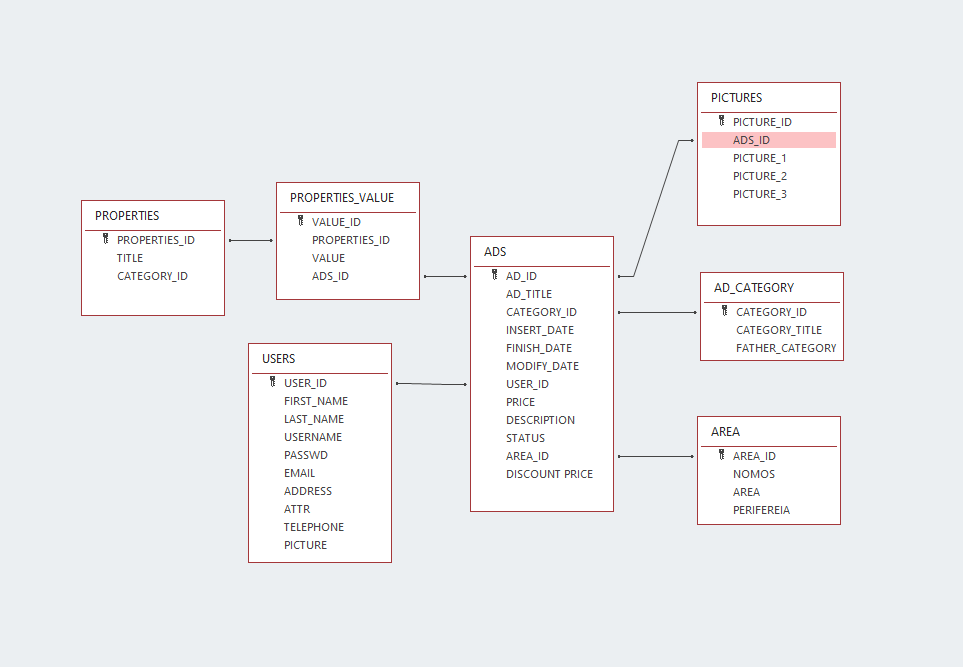 PROPERTIES
PROPERTIES_ID
TITLE
CATEGORY_ID
PROPERTIES_VALUE
VALUE_ID
PROPERTIES_ID
VALUE
ADS_ID
USERS
USER_ID
FIRST_NAME
LAST_NAME
USERNAME
PASSWD
EMAIL
ADDRESS
ATTR
TELEPHONE
PICTURE
ADS
AD_ID
AD_TITLE
CATEGORY_ID
INSERT_DATE
FINISH_DATE
MODIFY_DATE
USER_ID
PRICE
DESCRIPTION
STATUS
AREA_ID
DISCOUNT PRICE
PICTURES
PICTURE_ID
ADS_ID
PICTURE_1
PICTURE_2
PICTURE_3
AD_CATEGORY
CATEGORY_ID
CATEGORY_TITLE
FATHER_CATEGORY
AREA
AREA_ID
NOMOS
AREA
PERIFEREIA